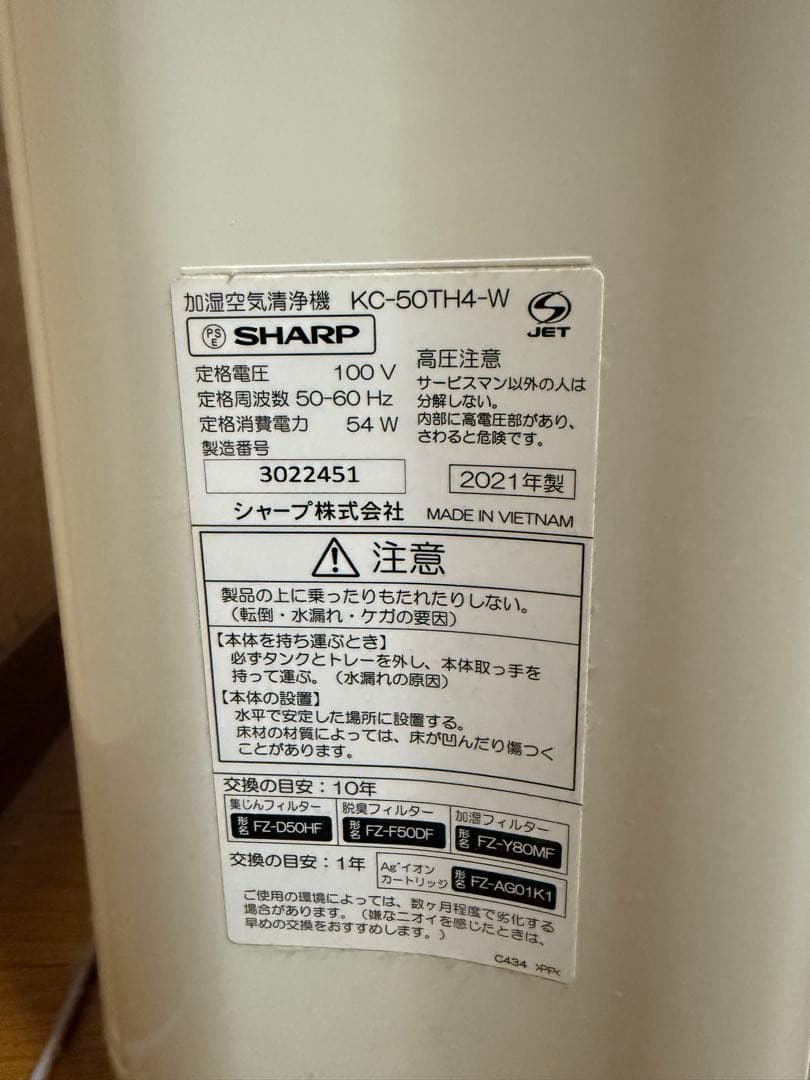 加湿空気清浄機 KC-50TH4-W
PSE SHARP
JET
定格電圧 100 V
定格周波数 50-60 Hz
定格消費電力 54 W
製造番号
3022451
高圧注意
サービスマン以外の人は
分解しない。
内部に高電圧部があり、
さわると危険です。
2021年製
シャープ株式会社 MADE IN VIETNAM
注意
製品の上に乗ったりもたれたりしない。
（転倒・水漏れ・ケガの要因）
【本体を持ち運ぶとき】
必ずタンクとトレーを外し、本体取っ手を
持って運ぶ。（水漏れの原因）
【本体の設置】
水平で安定した場所に設置する。
床材の材質によっては、床が凹んだり傷つく
ことがあります。
交換の目安：10年
集じんフィルター
形名 FZ-D50HF
脱臭フィルター
形名 FZ-F50DF
加湿フィルター
形名 FZ-Y80MF
交換の目安：1年
Ag⁺イオン
カートリッジ
形名 FZ-AG01K1
ご使用の環境によっては、数ヶ月程度で劣化する
場合があります。（嫌なニオイを感じたときは、
早めの交換をおすすめします。）
C434 >PP<